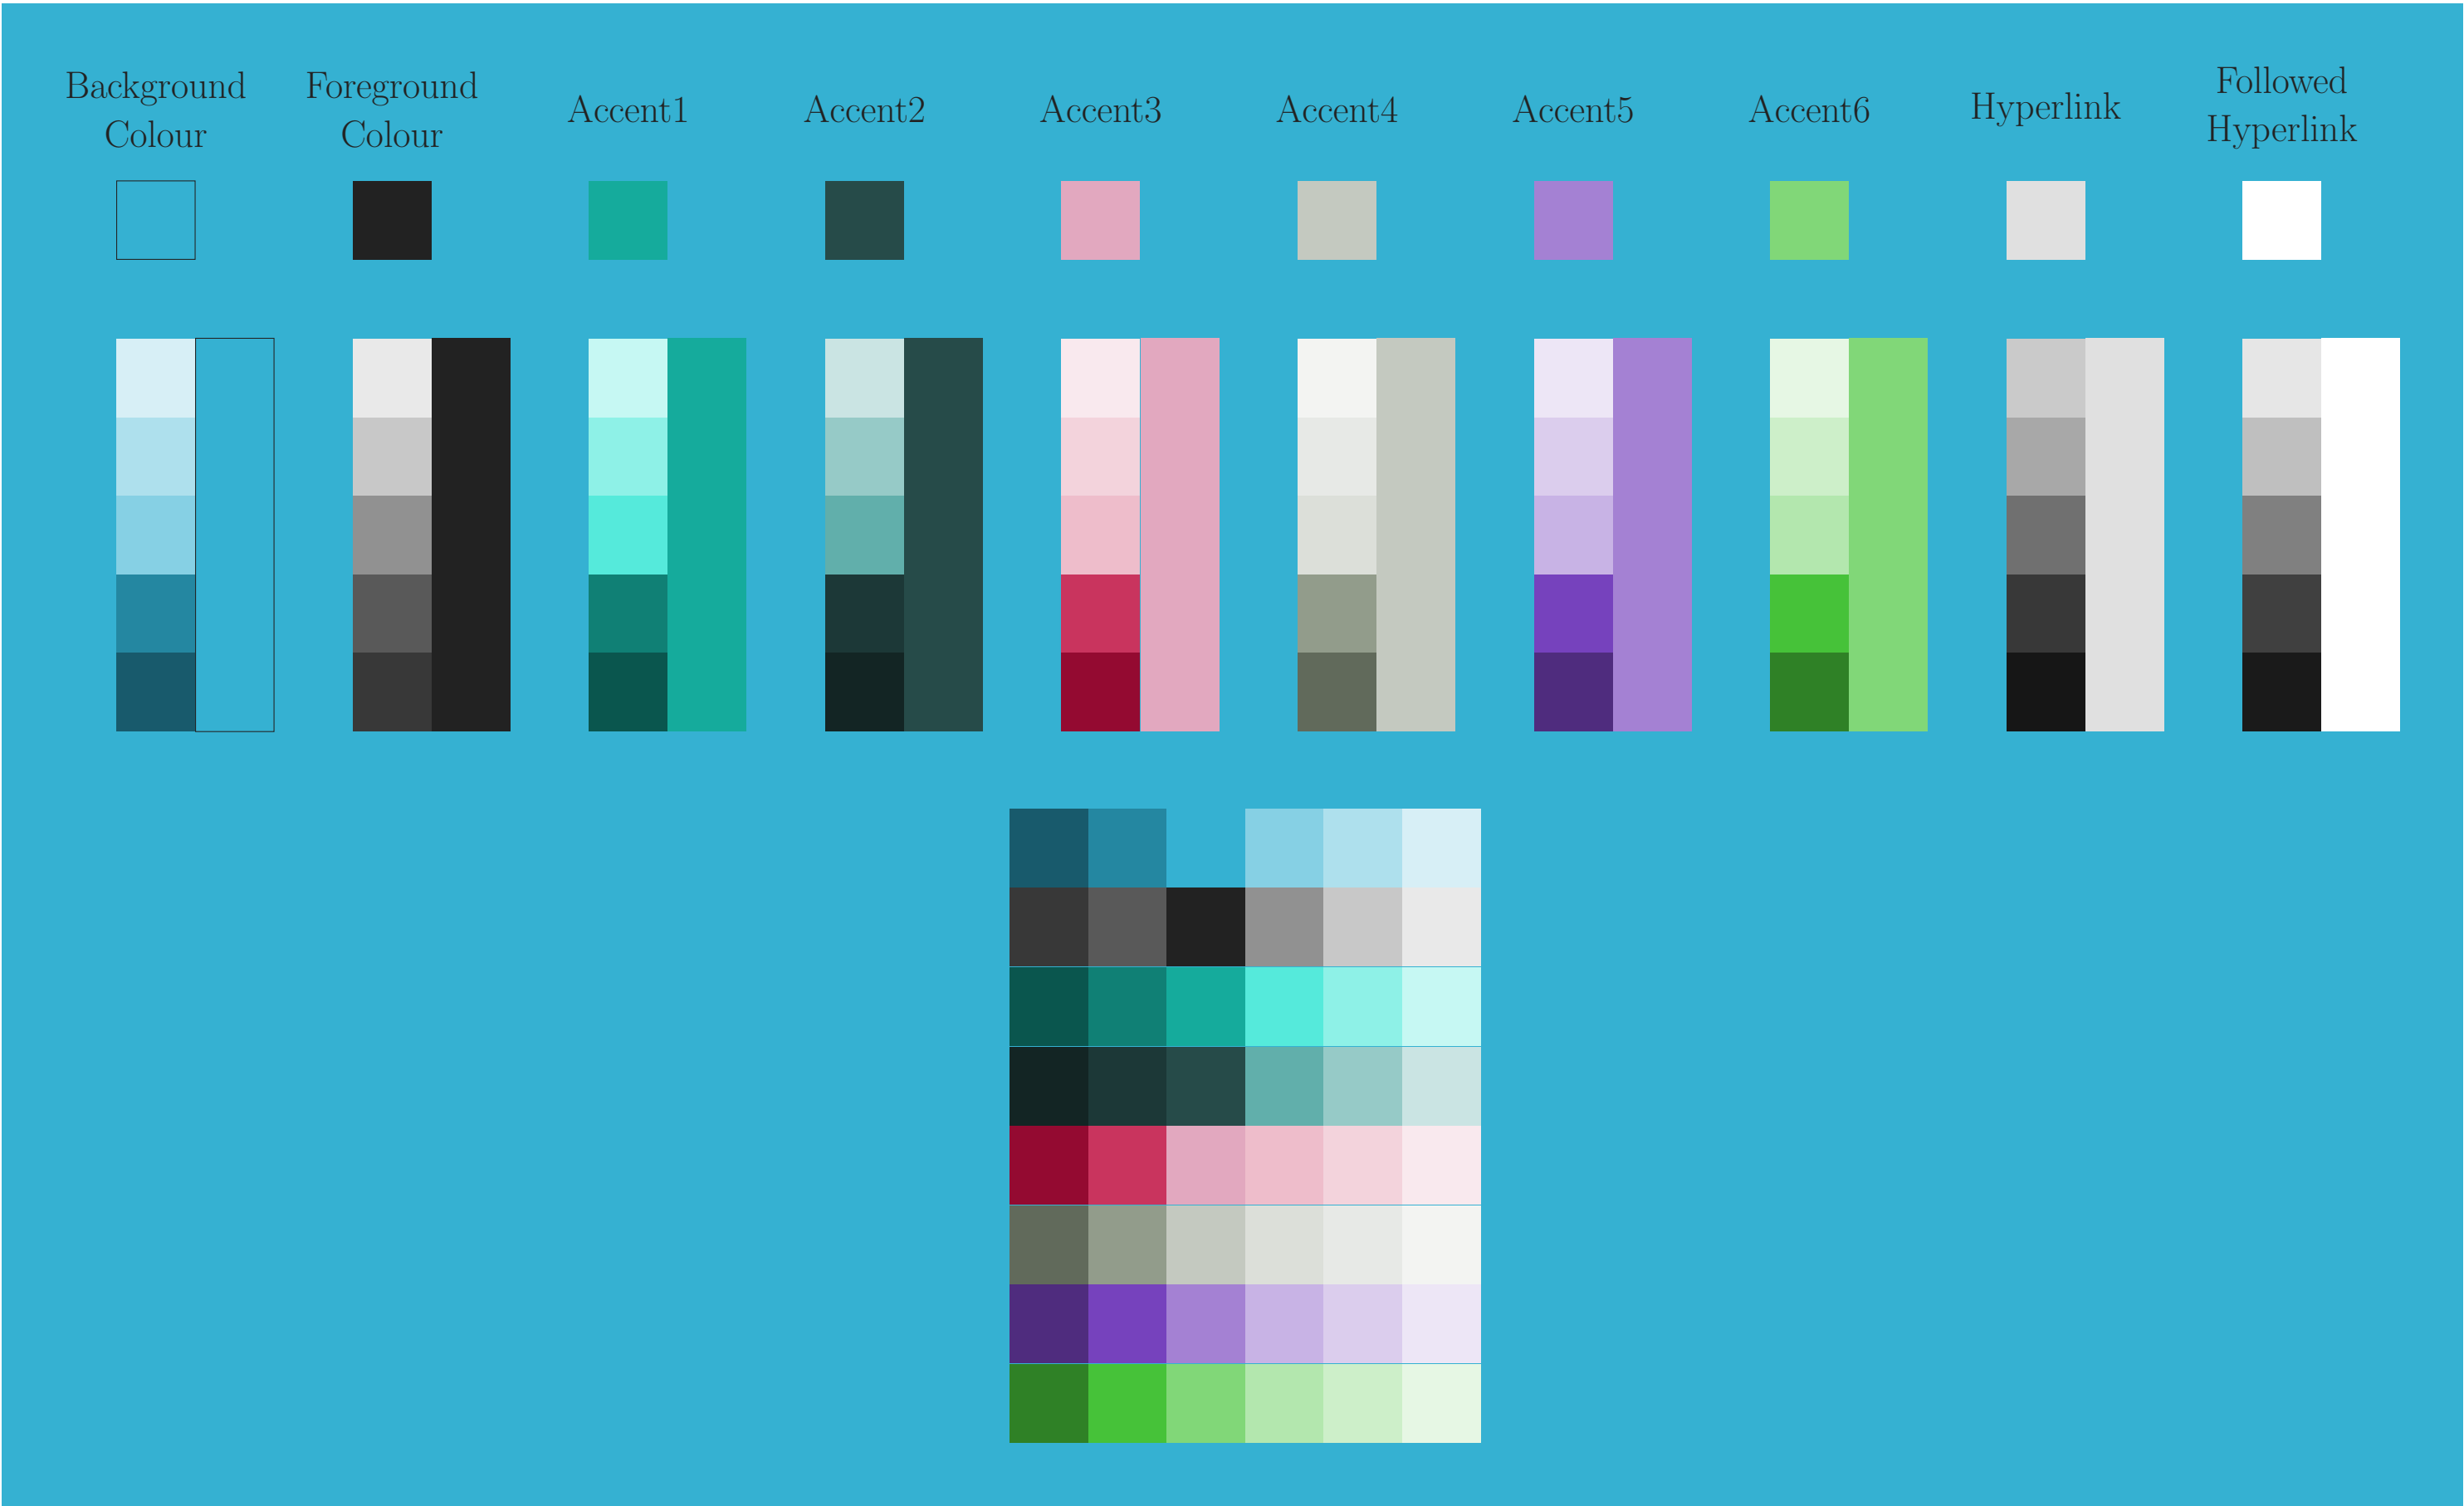 Background
Colour
Foreground
Colour
Accent1
Accent2
Accent3
Accent4
Accent5
Accent6
Hyperlink
Followed
Hyperlink